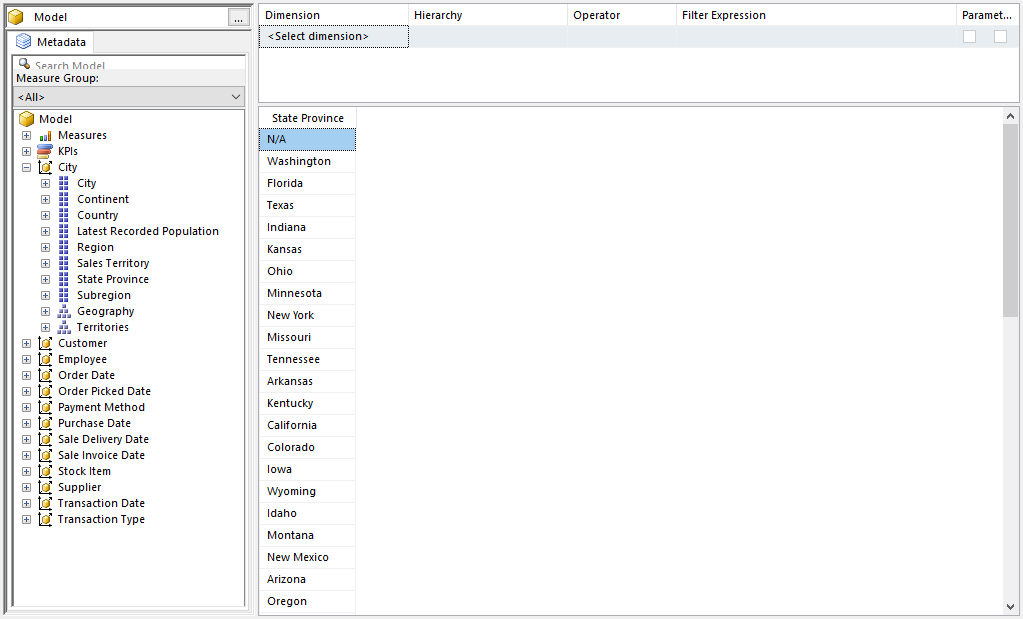 Model
...
Metadata
Search Model
Measure Group:
<All>
Model
Measures
KPIs
City
City
Continent
Country
Latest Recorded Population
Region
Sales Territory
State Province
Subregion
Geography
Territories
Customer
Employee
Order Date
Order Picked Date
Payment Method
Purchase Date
Sale Delivery Date
Sale Invoice Date
Stock Item
Supplier
Transaction Date
Transaction Type
Dimension Hierarchy Operator Filter Expression Paramet...
<Select dimension>
State Province
N/A
Washington
Florida
Texas
Indiana
Kansas
Ohio
Minnesota
New York
Missouri
Tennessee
Arkansas
Kentucky
California
Colorado
Iowa
Wyoming
Idaho
Montana
New Mexico
Arizona
Oregon